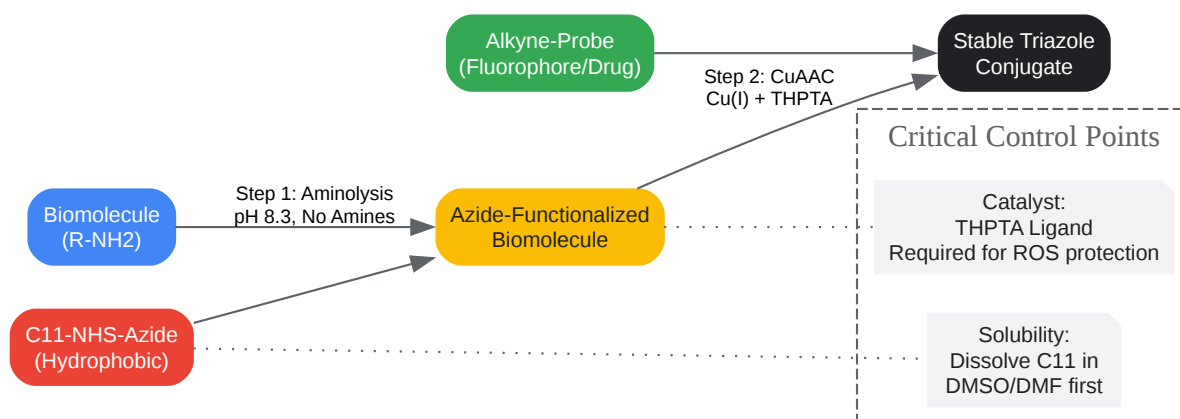 Alkyne-Probe
(Fluorophore/Drug)
Stable Triazole
Conjugate
Step 2: CuAAC
Cu(I) + THPTA
Critical Control Points
Biomolecule
(R-NH2)
Step 1: Aminolysis
pH 8.3, No Amines
Azide-Functionalized
Biomolecule
Catalyst:
THPTA Ligand
Required for ROS protection
C11-NHS-Azide
(Hydrophobic)
Solubility:
Dissolve C11 in
DMSO/DMF first